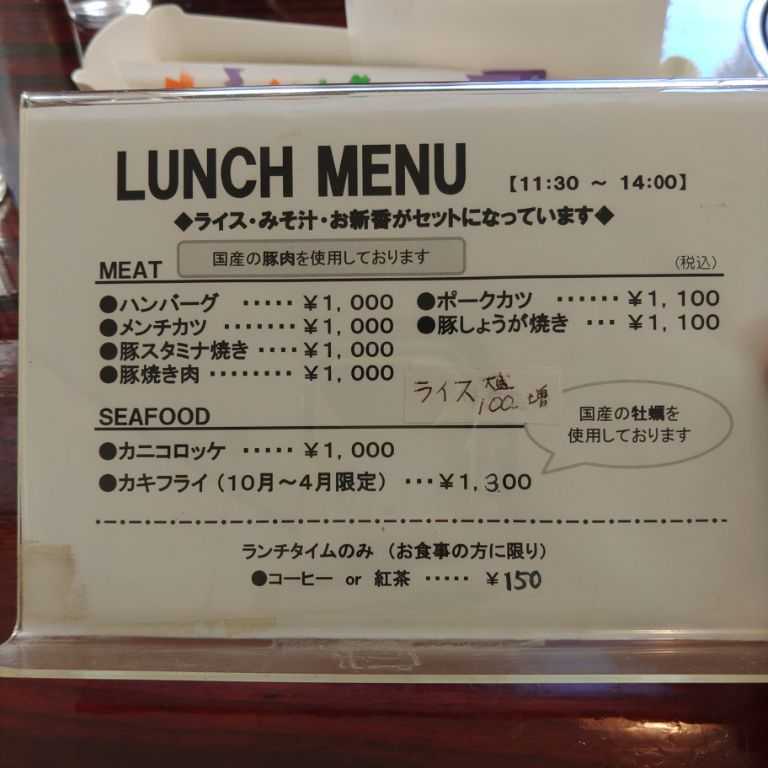 LUNCH MENU 【11:30 ～ 14:00】
◆ライス・みそ汁・お新香がセットになっています◆
MEAT 国産の豚肉を使用しております (税込)
●ハンバーグ ‥‥‥ ￥1,000 ●ポークカツ ‥‥‥ ￥1,100
●メンチカツ ‥‥‥‥ ￥1,000 ●豚しょうが焼き ‥‥ ￥1,100
●豚スタミナ焼き ‥‥ ￥1,000
●豚焼き肉 ‥‥‥‥ ￥1,000
ライス 大盛 100 増
SEAFOOD
国産の牡蠣を
使用しております
●カニコロッケ ‥‥‥ ￥1,000
●カキフライ（10月～4月限定） ‥‥￥1,300
ランチタイムのみ （お食事の方に限り）
●コーヒー or 紅茶 ‥‥‥ ￥150